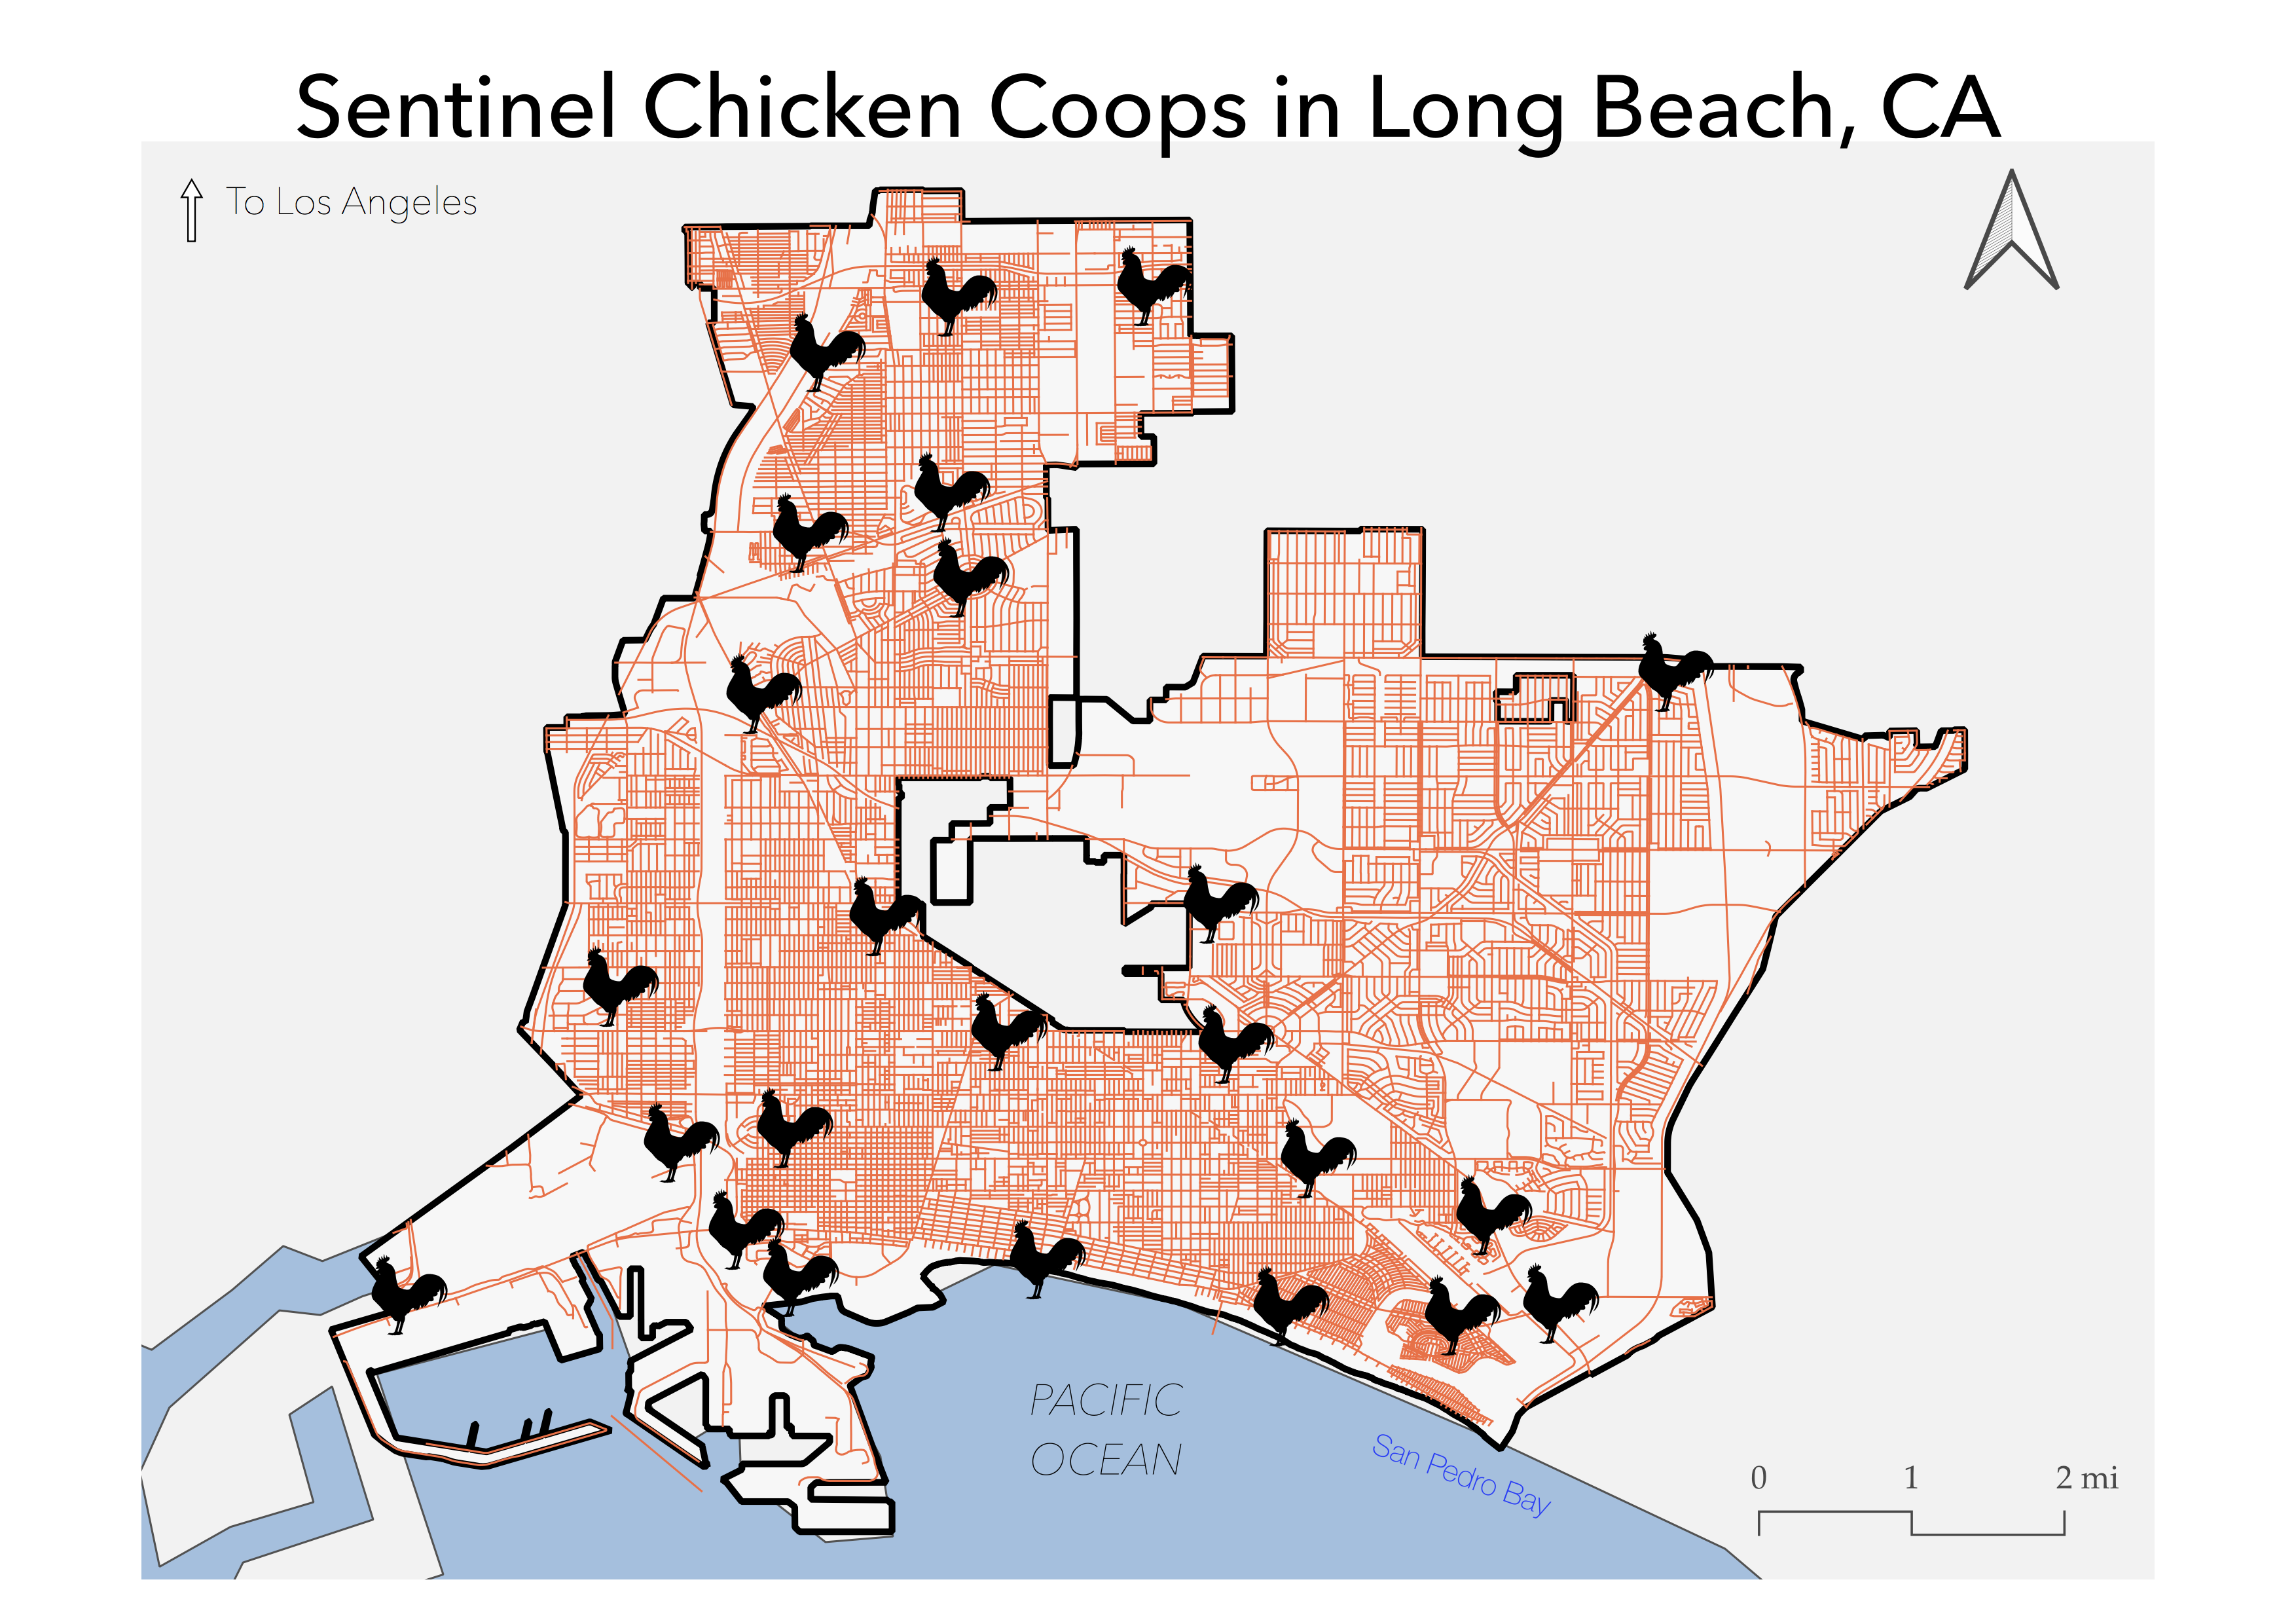 Sentinel Chicken Coops in Long Beach, CA
To Los Angeles
PACIFIC
OCEAN
San Pedro Bay
0 1 2 mi